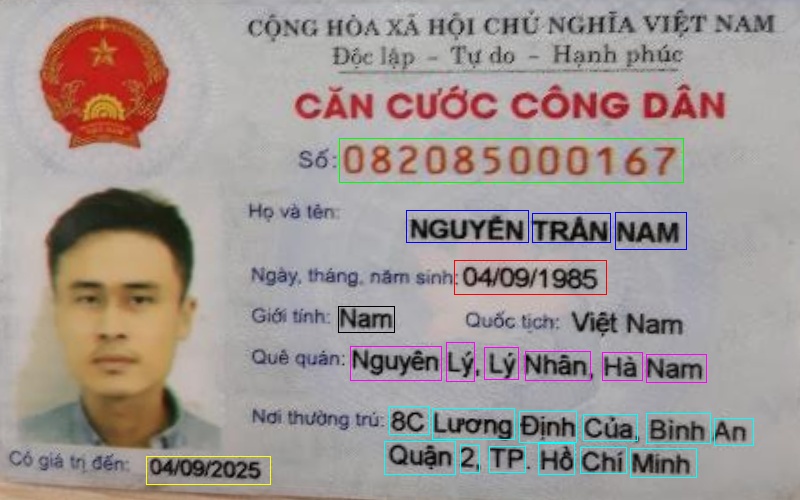 CỘNG HÒA XÃ HỘI CHỦ NGHĨA VIỆT NAM
Độc lập - Tự do - Hạnh phúc
CĂN CƯỚC CÔNG DÂN
Số: 082085000167
Họ và tên:
NGUYỄN TRẦN NAM
Ngày, tháng, năm sinh: 04/09/1985
Giới tính: Nam Quốc tịch: Việt Nam
Quê quán: Nguyên Lý, Lý Nhân, Hà Nam
Nơi thường trú: 8C Lương Định Của, Bình An
Quận 2, TP. Hồ Chí Minh
Có giá trị đến: 04/09/2025